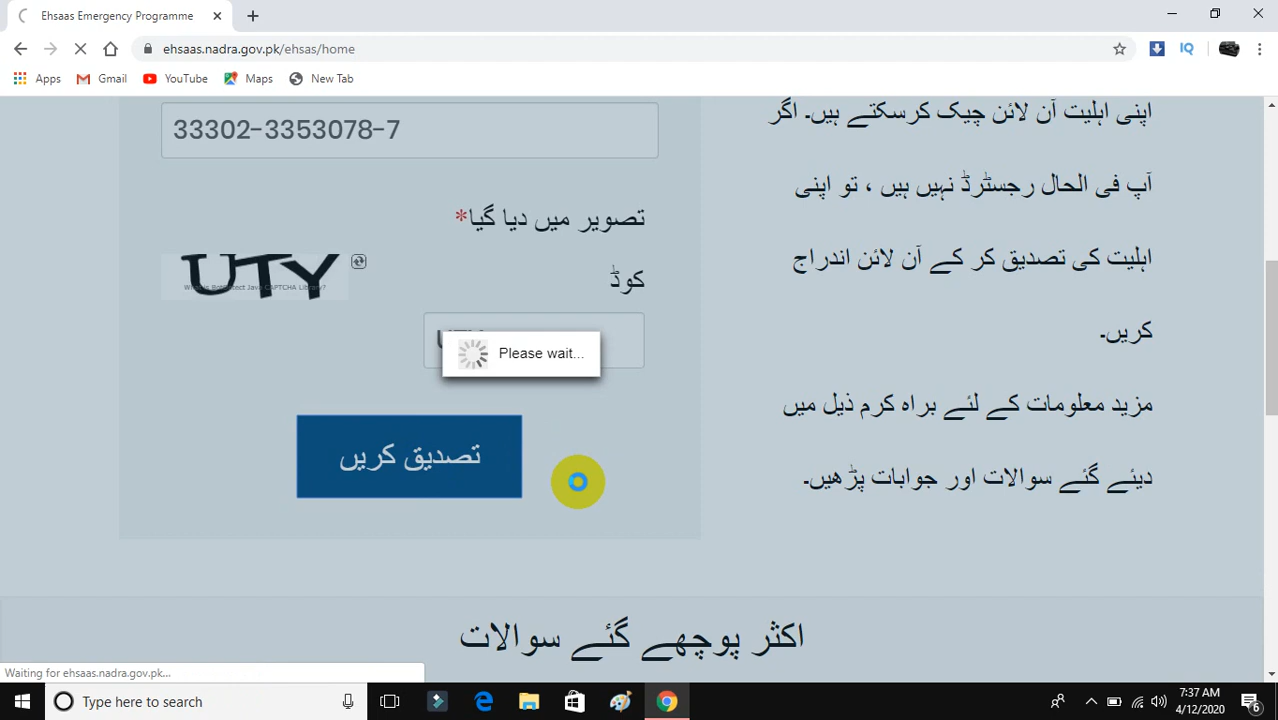 Ehsaas Emergency Programme
ehsaas.nadra.gov.pk/ehsas/home
IQ
Apps
Gmail
YouTube
Maps
New Tab
33302-3353078-7
تصویر میں دیا گیا*
کوڈ
UTY
Please wait...
تصدیق کریں
اپنی اہلیت آن لائن چیک کرسکتے ہیں۔ اگر
آپ فی الحال رجسٹرڈ نہیں ہیں ، تو اپنی
اہلیت کی تصدیق کر کے آن لائن اندراج
کریں۔
مزید معلومات کے لئے براہ کرم ذیل میں
دیئے گئے سوالات اور جوابات پڑھیں۔
اکثر پوچھے گئے سوالات
Waiting for ehsaas.nadra.gov.pk...
Type here to search
7:37 AM
4/12/2020
6